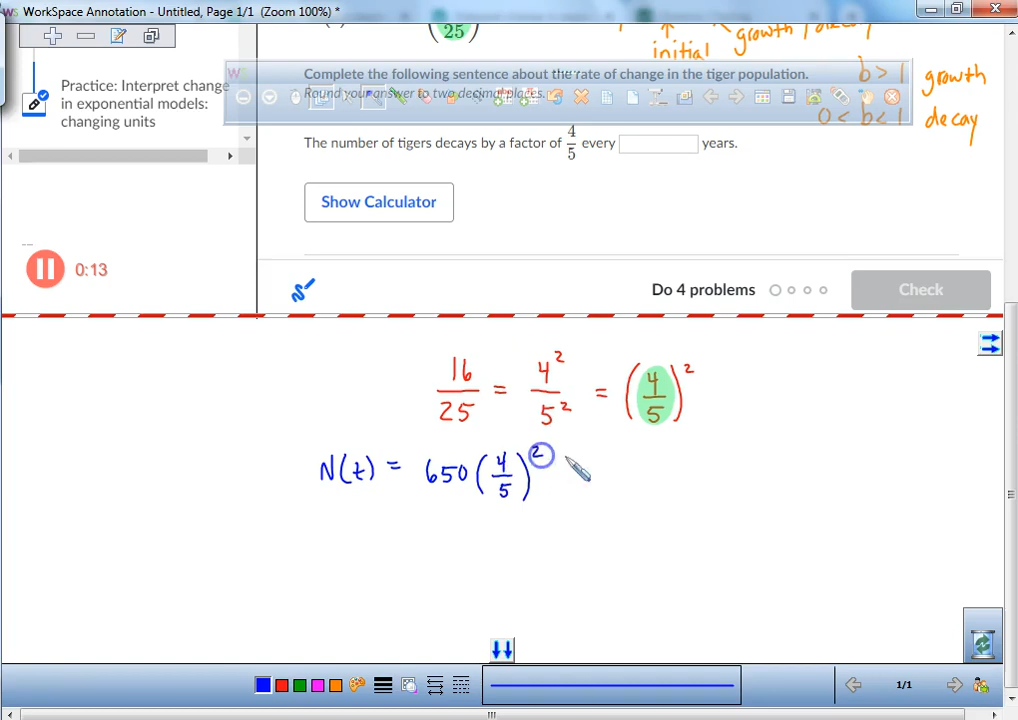 WorkSpace Annotation - Untitled, Page 1/1 (Zoom 100%) *
25
initial
growth / decay
Practice: Interpret change
in exponential models:
changing units
Complete the following sentence about the rate of change in the tiger population.
Round your answer to two decimal places.
b > 1 growth
0 < b < 1 decay
The number of tigers decays by a factor of 4/5 every years.
Show Calculator
0:13
Do 4 problems
Check
16/25 = 4²/5² = (4/5)²
N(t) = 650(4/5)²
1/1